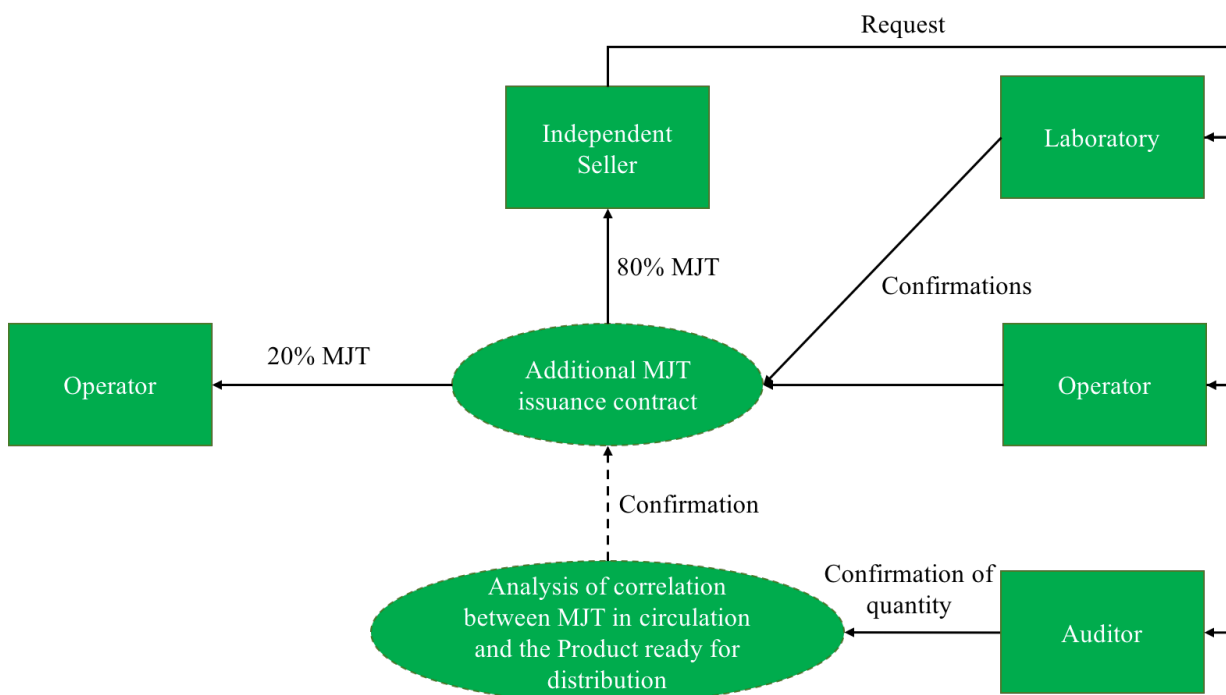 Request
Independent
Seller
Laboratory
80% MJT
Confirmations
20% MJT
Operator
Additional MJT
issuance contract
Operator
Confirmation
Analysis of correlation
between MJT in circulation
and the Product ready for
distribution
Confirmation of
quantity
Auditor